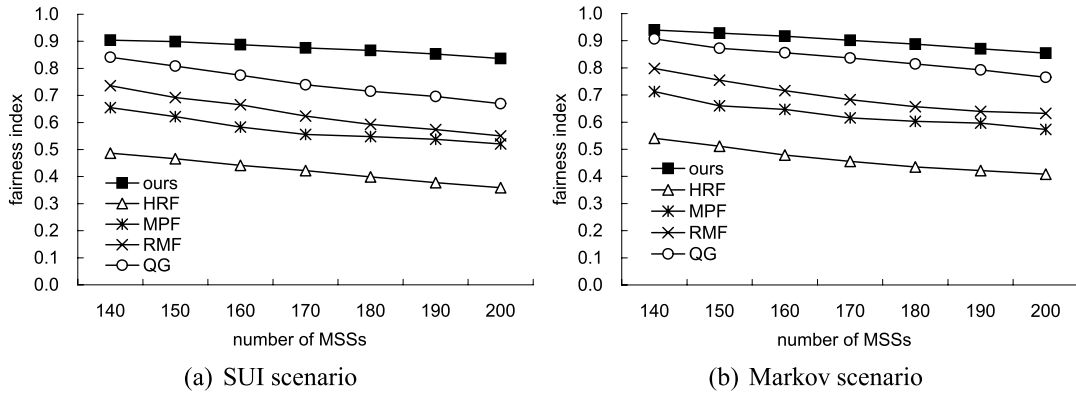 1.0
0.9
0.8
0.7
0.6
0.5
0.4
0.3
0.2
0.1
0.0
fairness index
ours
HRF
MPF
RMF
QG
140 150 160 170 180 190 200
number of MSSs
(a) SUI scenario
1.0
0.9
0.8
0.7
0.6
0.5
0.4
0.3
0.2
0.1
0.0
fairness index
ours
HRF
MPF
RMF
QG
140 150 160 170 180 190 200
number of MSSs
(b) Markov scenario